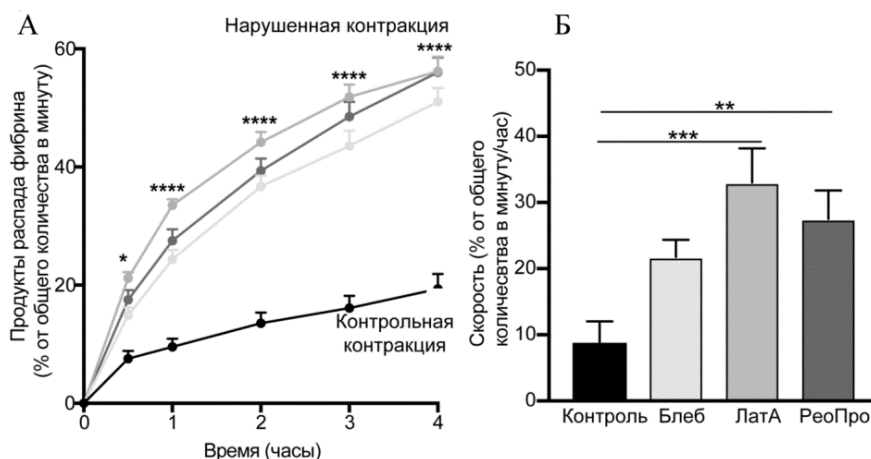 А
Нарушенная контракция
Продукты распада фибрина
(% от общего количества в минуту)
60
40
20
0
*
****
****
****
****
Контрольная
контракция
0
1
2
3
4
Время (часы)
Б
Скорость (% от общего
количесвтва в минуту/час)
50
40
30
20
10
0
**
***
Контроль
Блеб
ЛатА
РеоПро